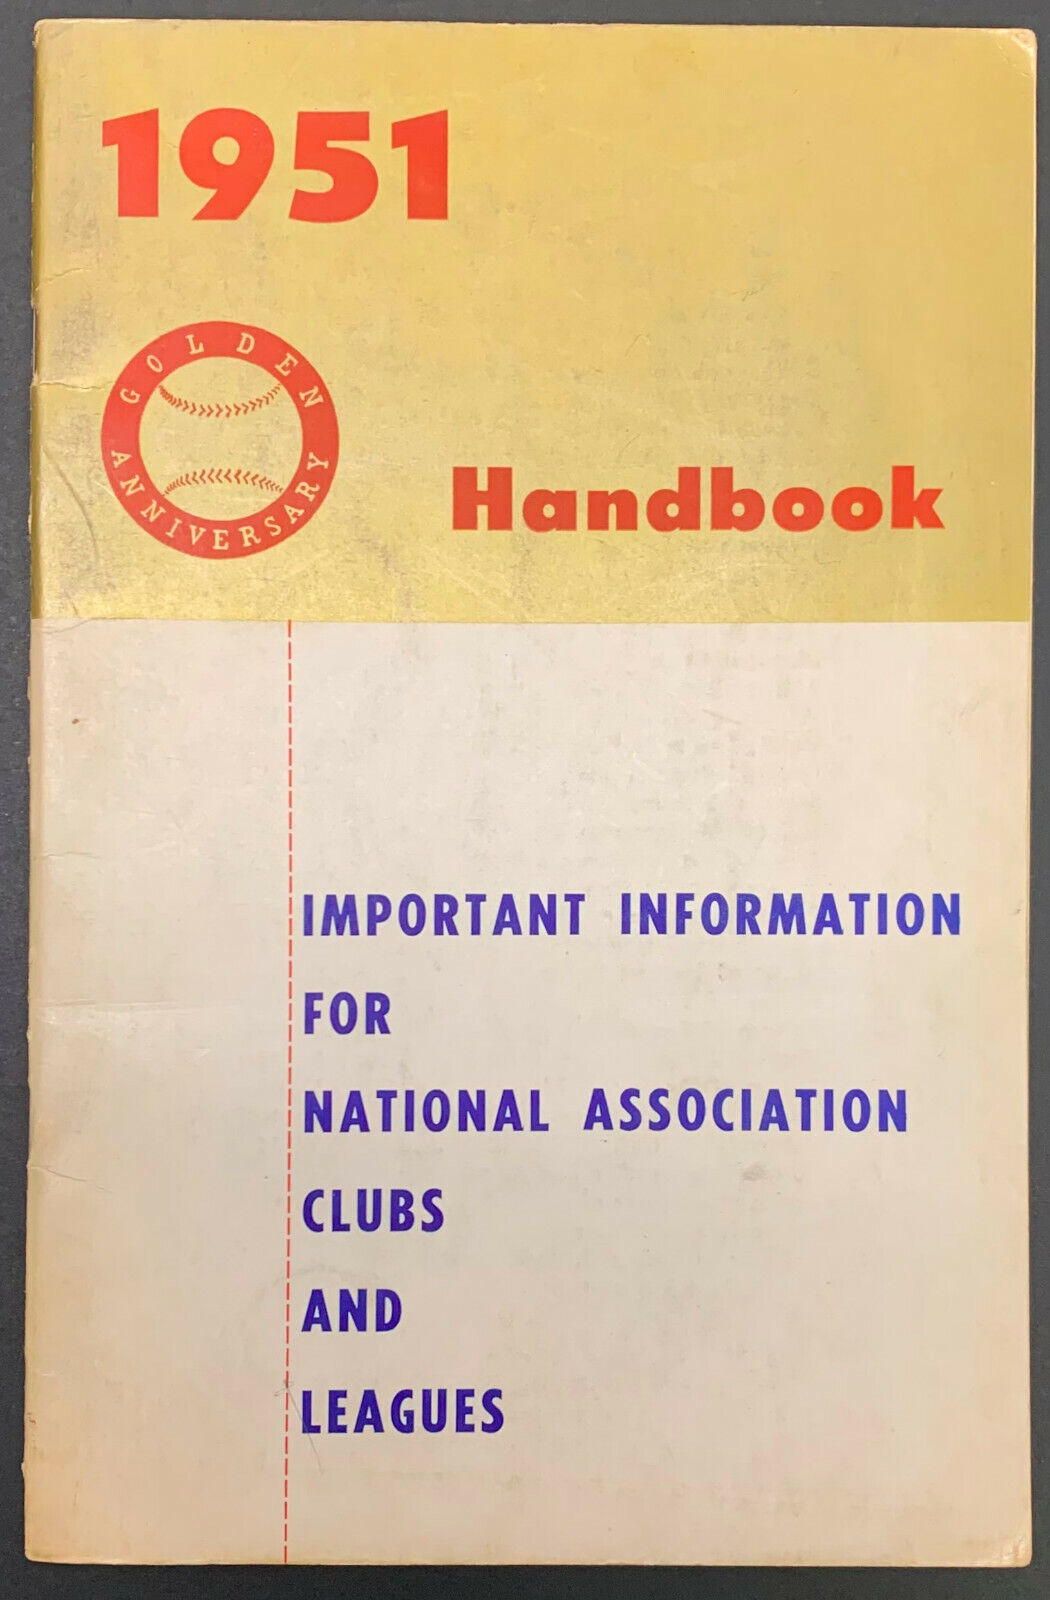 1951
GOLDEN
ANNIVERSARY
Handbook
IMPORTANT INFORMATION
FOR
NATIONAL ASSOCIATION
CLUBS
AND
LEAGUES